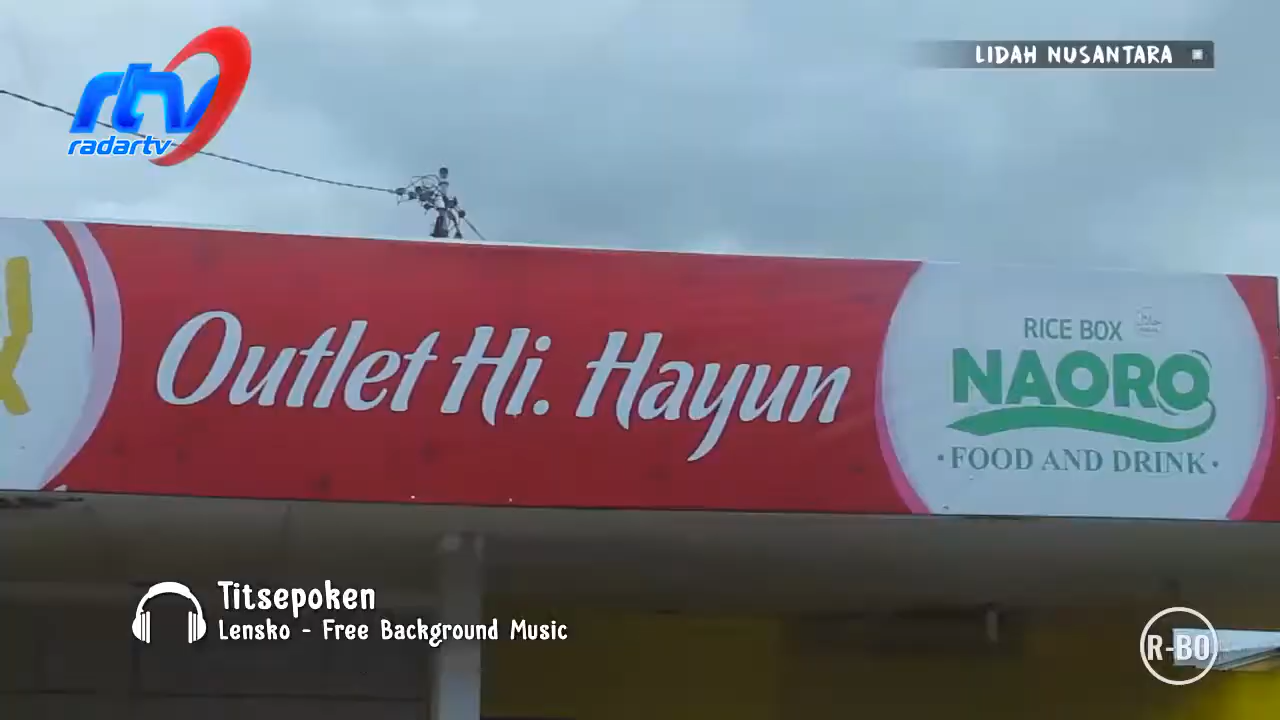 rtv
radartv
LIDAH NUSANTARA
Outlet Hi. Hayun
RICE BOX
NAORO
• FOOD AND DRINK •
Titsepoken
Lensko - Free Background Music
R-BO